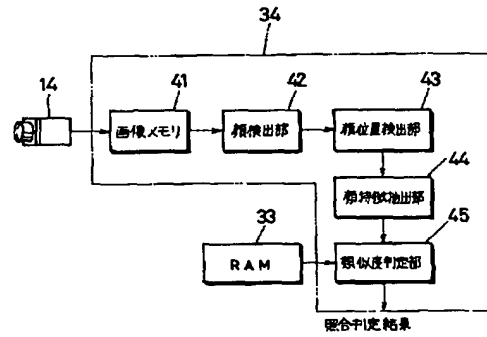 34
14
41
42
43
画像メモリ
顔検出部
顔位置検出部
44
顔特徴抽出部
33
45
RAM
類似度判定部
照合判定結果